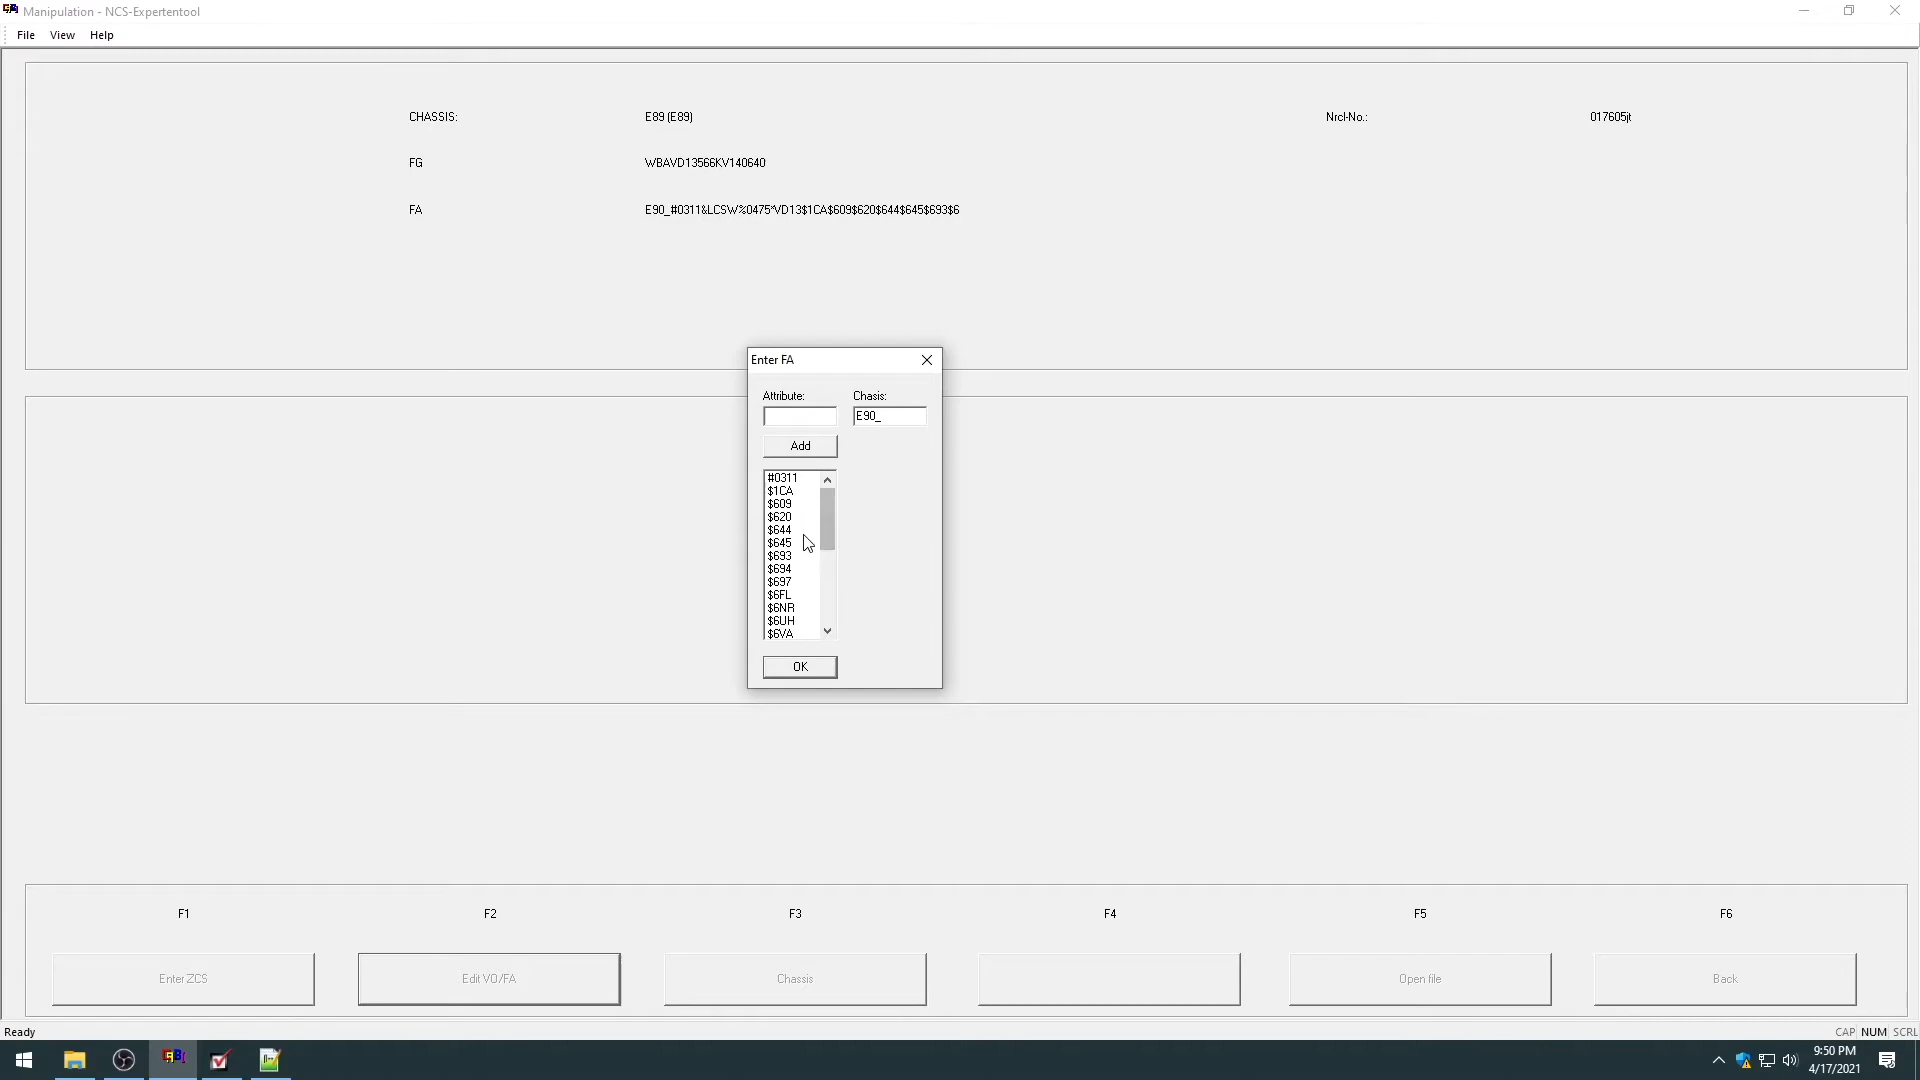 Manipulation - NCS-Expertentool
File View Help
CHASSIS: E89 (E89) Nrcl-No.: 017605jt
FG WBAVD13566KV140640
FA E90_#0311&LCSW%0475*VD13$1CA$609$620$644$645$693$6
Enter FA
Attribute: Chasis:
E90_
Add
#0311
$1CA
$609
$620
$644
$645
$693
$694
$697
$6FL
$6NR
$6UH
$6VA
OK
F1 F2 F3 F4 F5 F6
Enter ZCS Edit VO/FA Chassis Open file Back
Ready CAP NUM SCRL
9:50 PM
4/17/2021